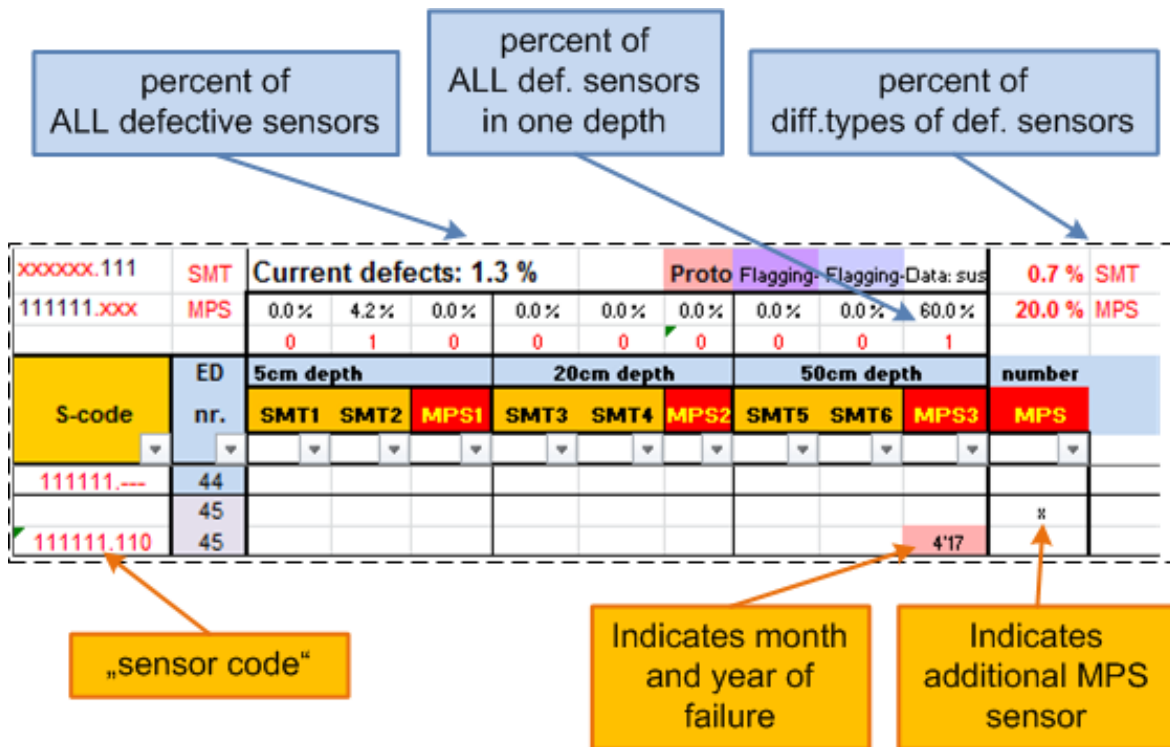 percent of
ALL defective sensors
percent of
ALL def. sensors
in one depth
percent of
diff.types of def. sensors
xxxxxx.111 SMT Current defects: 1.3 % Proto Flagging- Flagging- Data: sus 0.7 % SMT
111111.xxx MPS 0.0 % 4.2 % 0.0 % 0.0 % 0.0 % 0.0 % 0.0 % 0.0 % 60.0 % 20.0 % MPS
0 1 0 0 0 0 0 0 1
ED 5cm depth 20cm depth 50cm depth number
S-code nr. SMT1 SMT2 MPS1 SMT3 SMT4 MPS2 SMT5 SMT6 MPS3 MPS
111111.--- 44
45 x
111111.110 45 4'17
„sensor code“
Indicates month
and year of
failure
Indicates
additional MPS
sensor